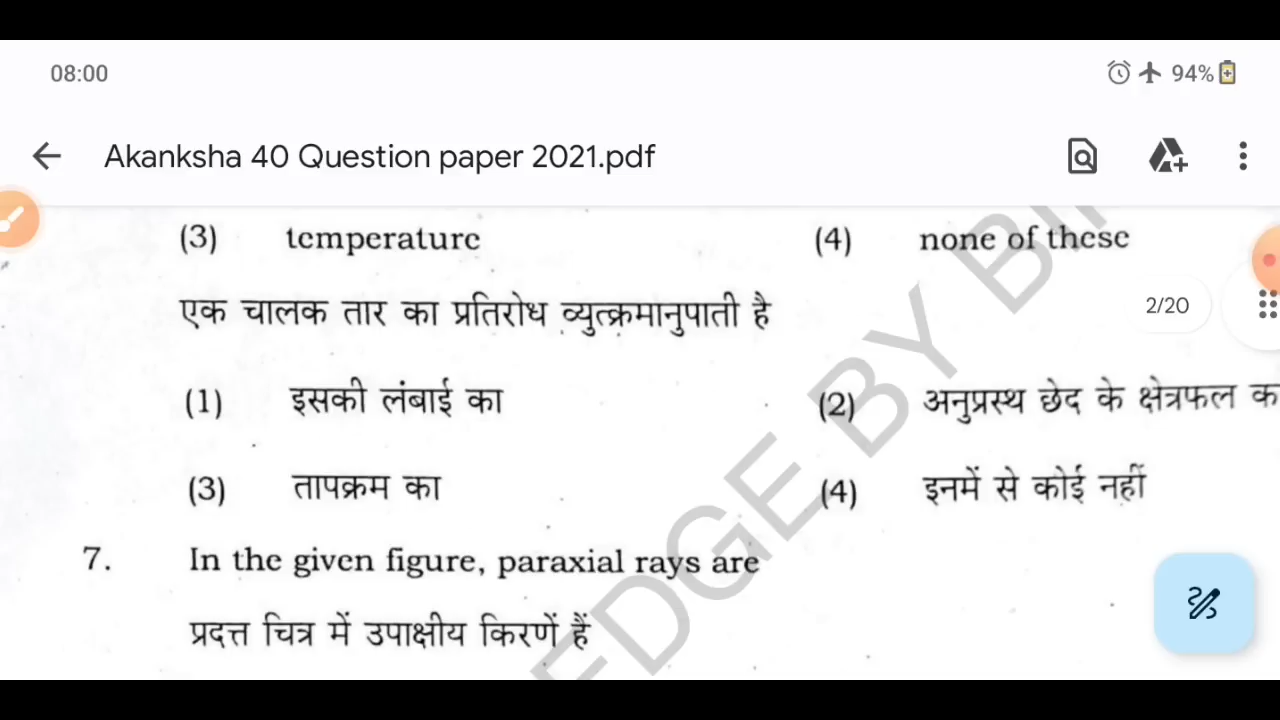 08:00
94%
Akanksha 40 Question paper 2021.pdf
(3) temperature (4) none of these
एक चालक तार का प्रतिरोध व्युत्क्रमानुपाती है
2/20
(1) इसकी लंबाई का (2) अनुप्रस्थ छेद के क्षेत्रफल क
(3) तापक्रम का (4) इनमें से कोई नहीं
7. In the given figure, paraxial rays are
प्रदत्त चित्र में उपाक्षीय किरणें हैं
EDGE BY